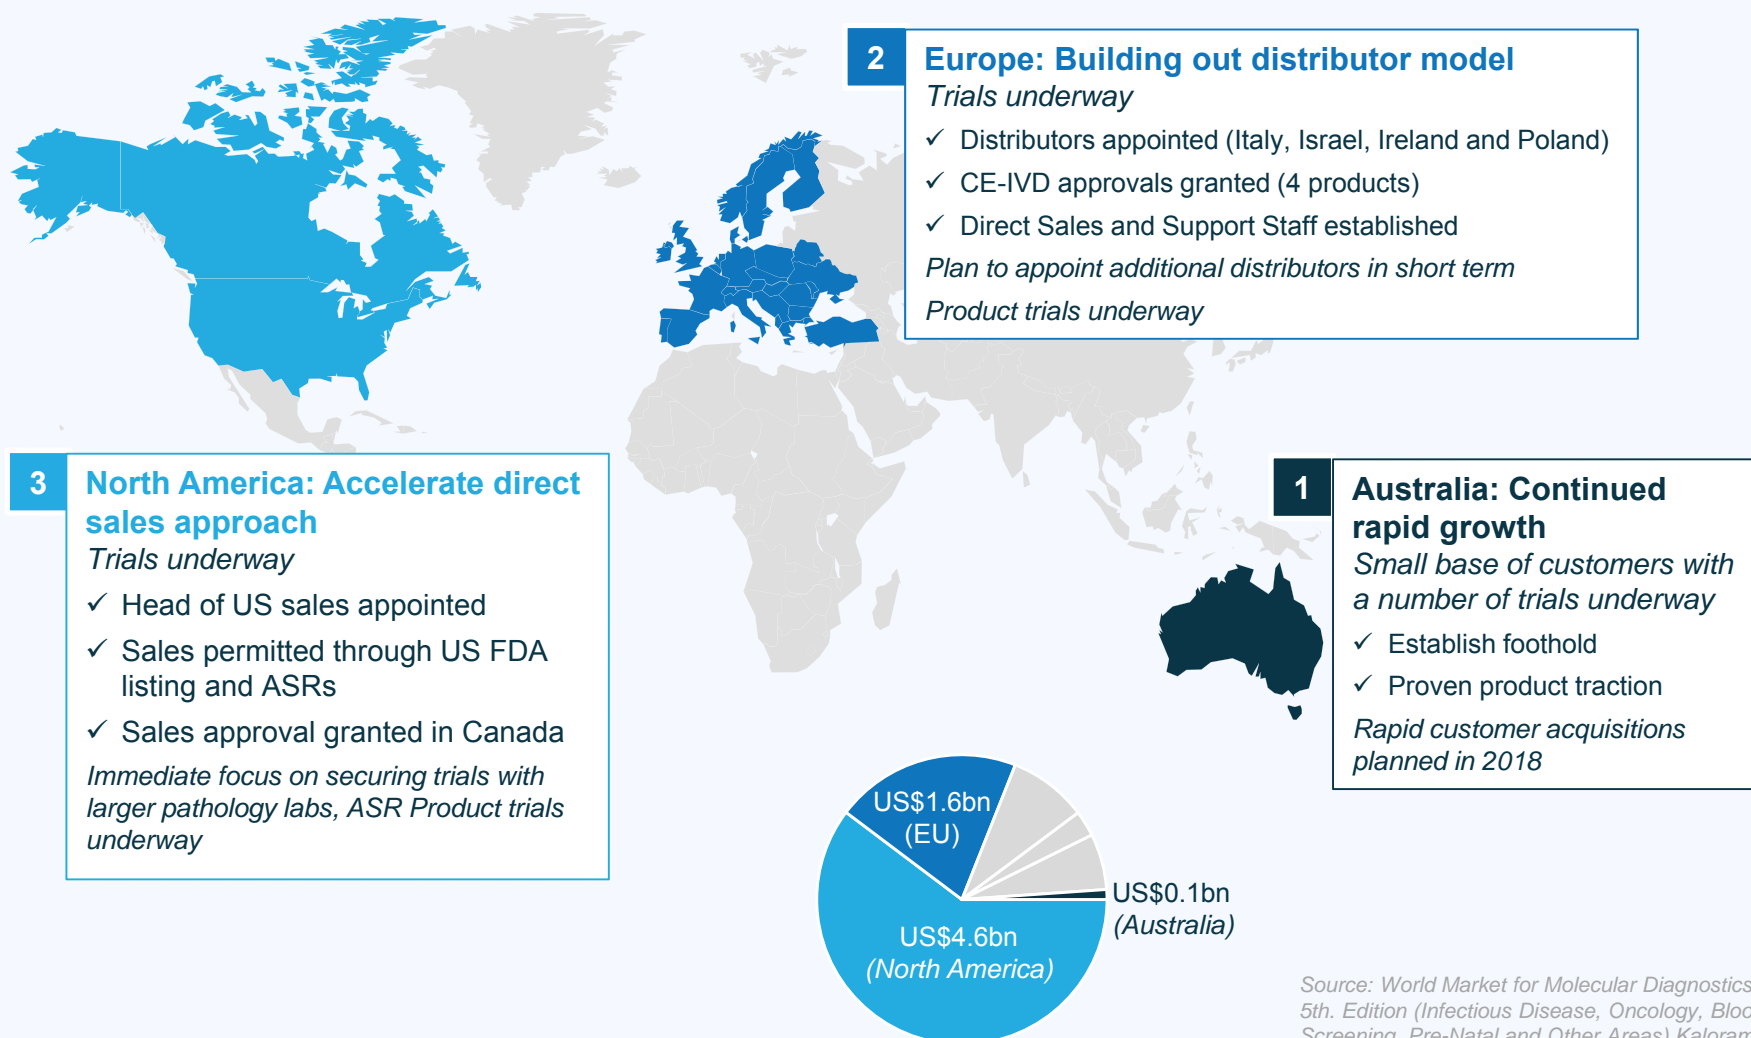 2
Europe: Building out distributor model
Trials underway
✓ Distributors appointed (Italy, Israel, Ireland and Poland)
✓ CE-IVD approvals granted (4 products)
✓ Direct Sales and Support Staff established
Plan to appoint additional distributors in short term
Product trials underway
3
North America: Accelerate direct
sales approach
Trials underway
✓ Head of US sales appointed
✓ Sales permitted through US FDA
listing and ASRs
✓ Sales approval granted in Canada
Immediate focus on securing trials with
larger pathology labs, ASR Product trials
underway
1
Australia: Continued
rapid growth
Small base of customers with
a number of trials underway
✓ Establish foothold
✓ Proven product traction
Rapid customer acquisitions
planned in 2018
US$1.6bn
(EU)
US$0.1bn
(Australia)
US$4.6bn
(North America)
Source: World Market for Molecular Diagnostics
5th. Edition (Infectious Disease, Oncology,
Screening, Pre-Natal and Other Areas)